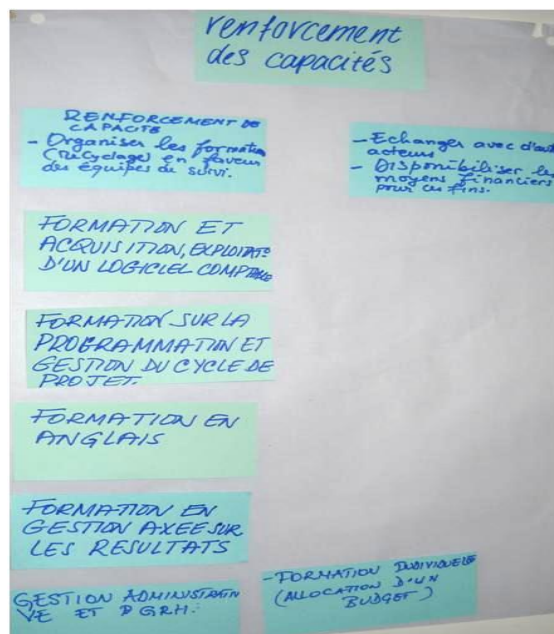 renforcement
des capacités
RENFORCEMENT DE
CAPACITE
- Organiser les formation
(recyclage) en faveur
des équipes de suivi.
- Echanger avec d'aut
acteurs
- Disponibiliser les
moyens financiers
pour ces fins.
FORMATION ET
ACQUISITION, EXPLOITAT°
D'UN LOGICIEL COMPTABLE
FORMATION SUR LA
PROGRAMMATION ET
GESTION DU CYCLE DE
PROJET.
FORMATION EN
ANGLAIS
FORMATION EN
GESTION AXEE SUR
LES RESULTATS
GESTION ADMINISTRATI
VE ET GRH.
- FORMATION INDIVIDUELLE
(ALLOCATION D'UN
BUDGET)